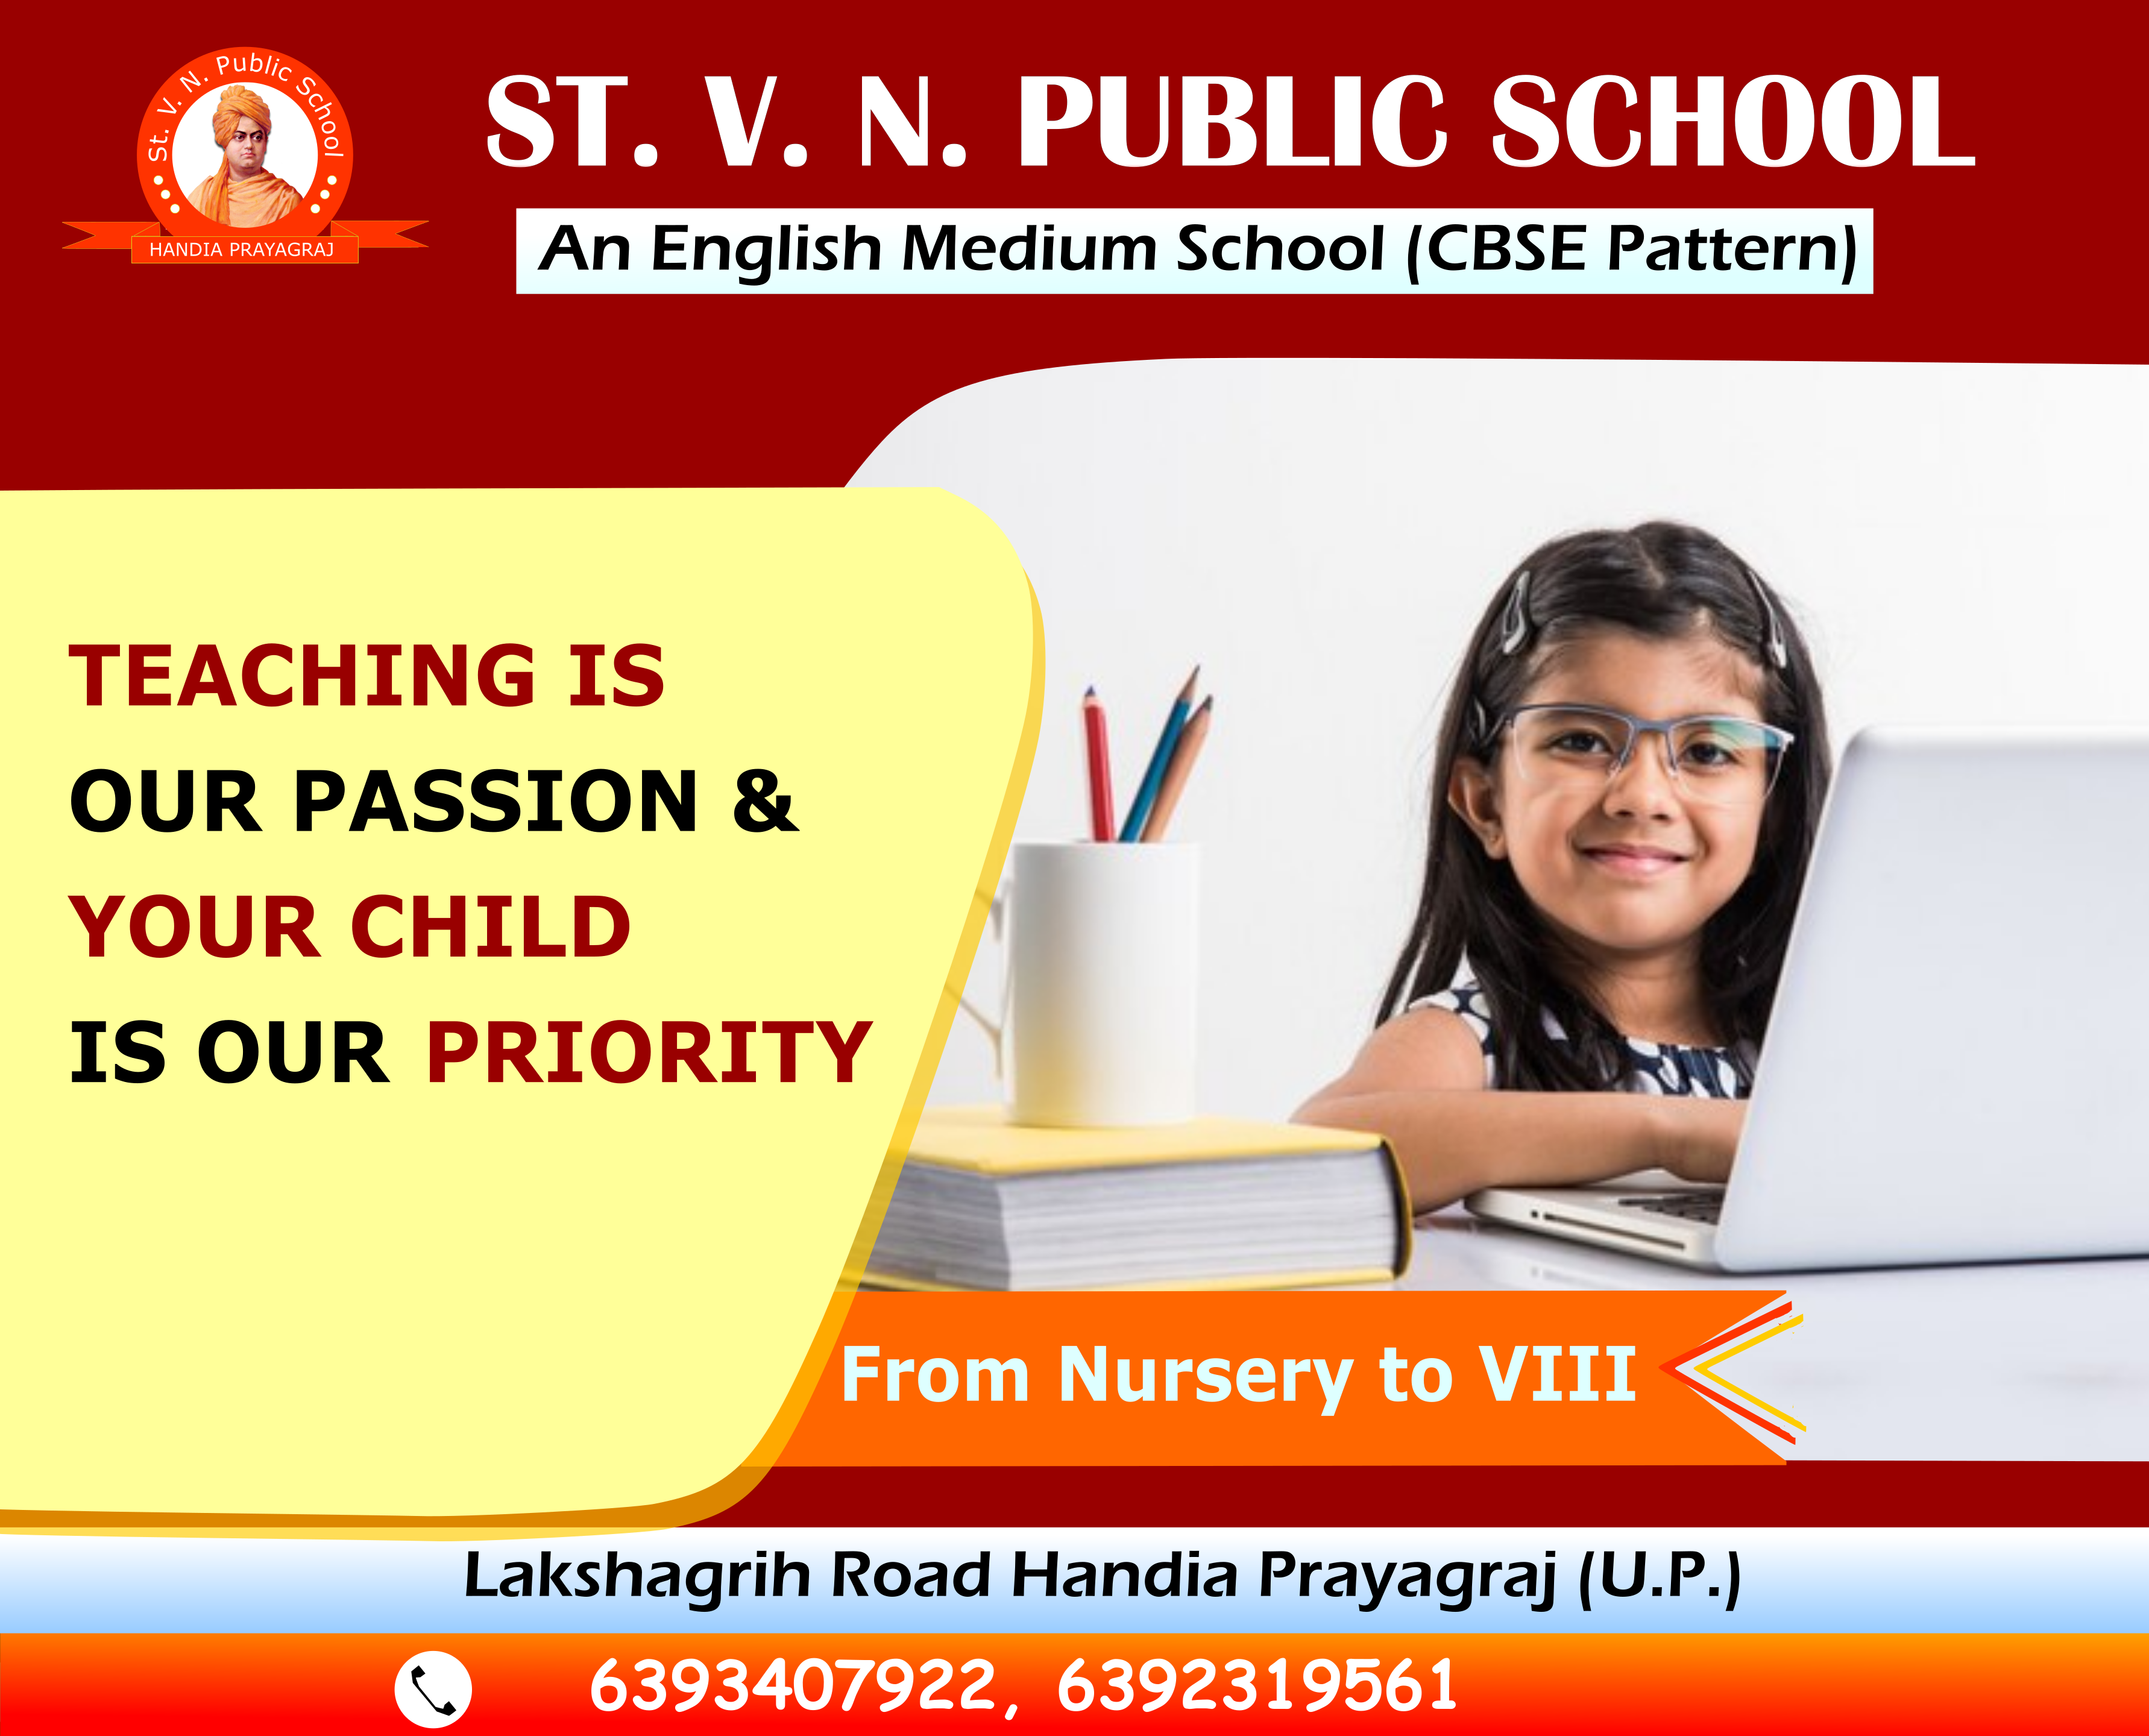 St. V. N. Public School
HANDIA PRAYAGRAJ
ST. V. N. PUBLIC SCHOOL
An English Medium School (CBSE Pattern)
TEACHING IS
OUR PASSION &
YOUR CHILD
IS OUR PRIORITY
From Nursery to VIII
Lakshagrih Road Handia Prayagraj (U.P.)
6393407922, 6392319561